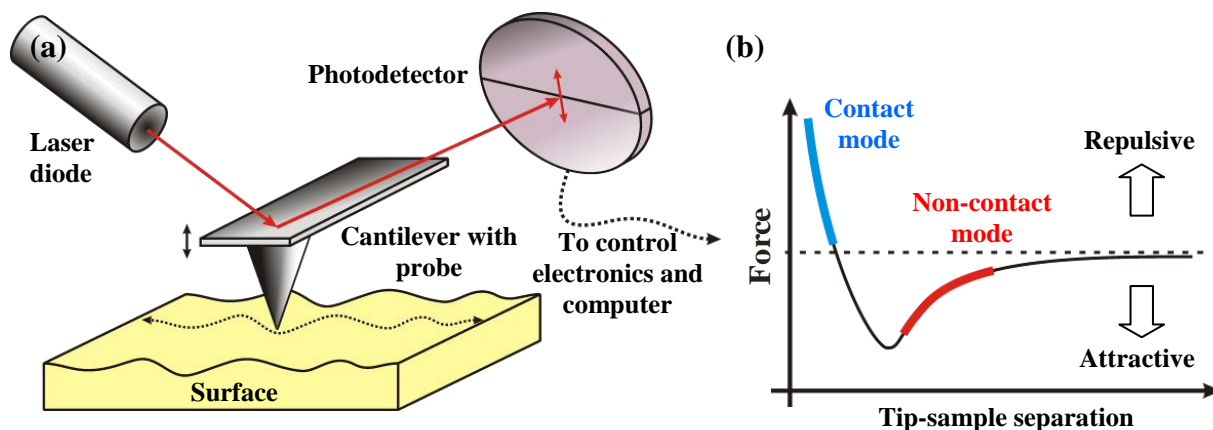 (a)
Photodetector
Laser
diode
Cantilever with
probe
To control
electronics and
computer
Surface
(b)
Contact
mode
Repulsive
Non-contact
mode
Force
Attractive
Tip-sample separation